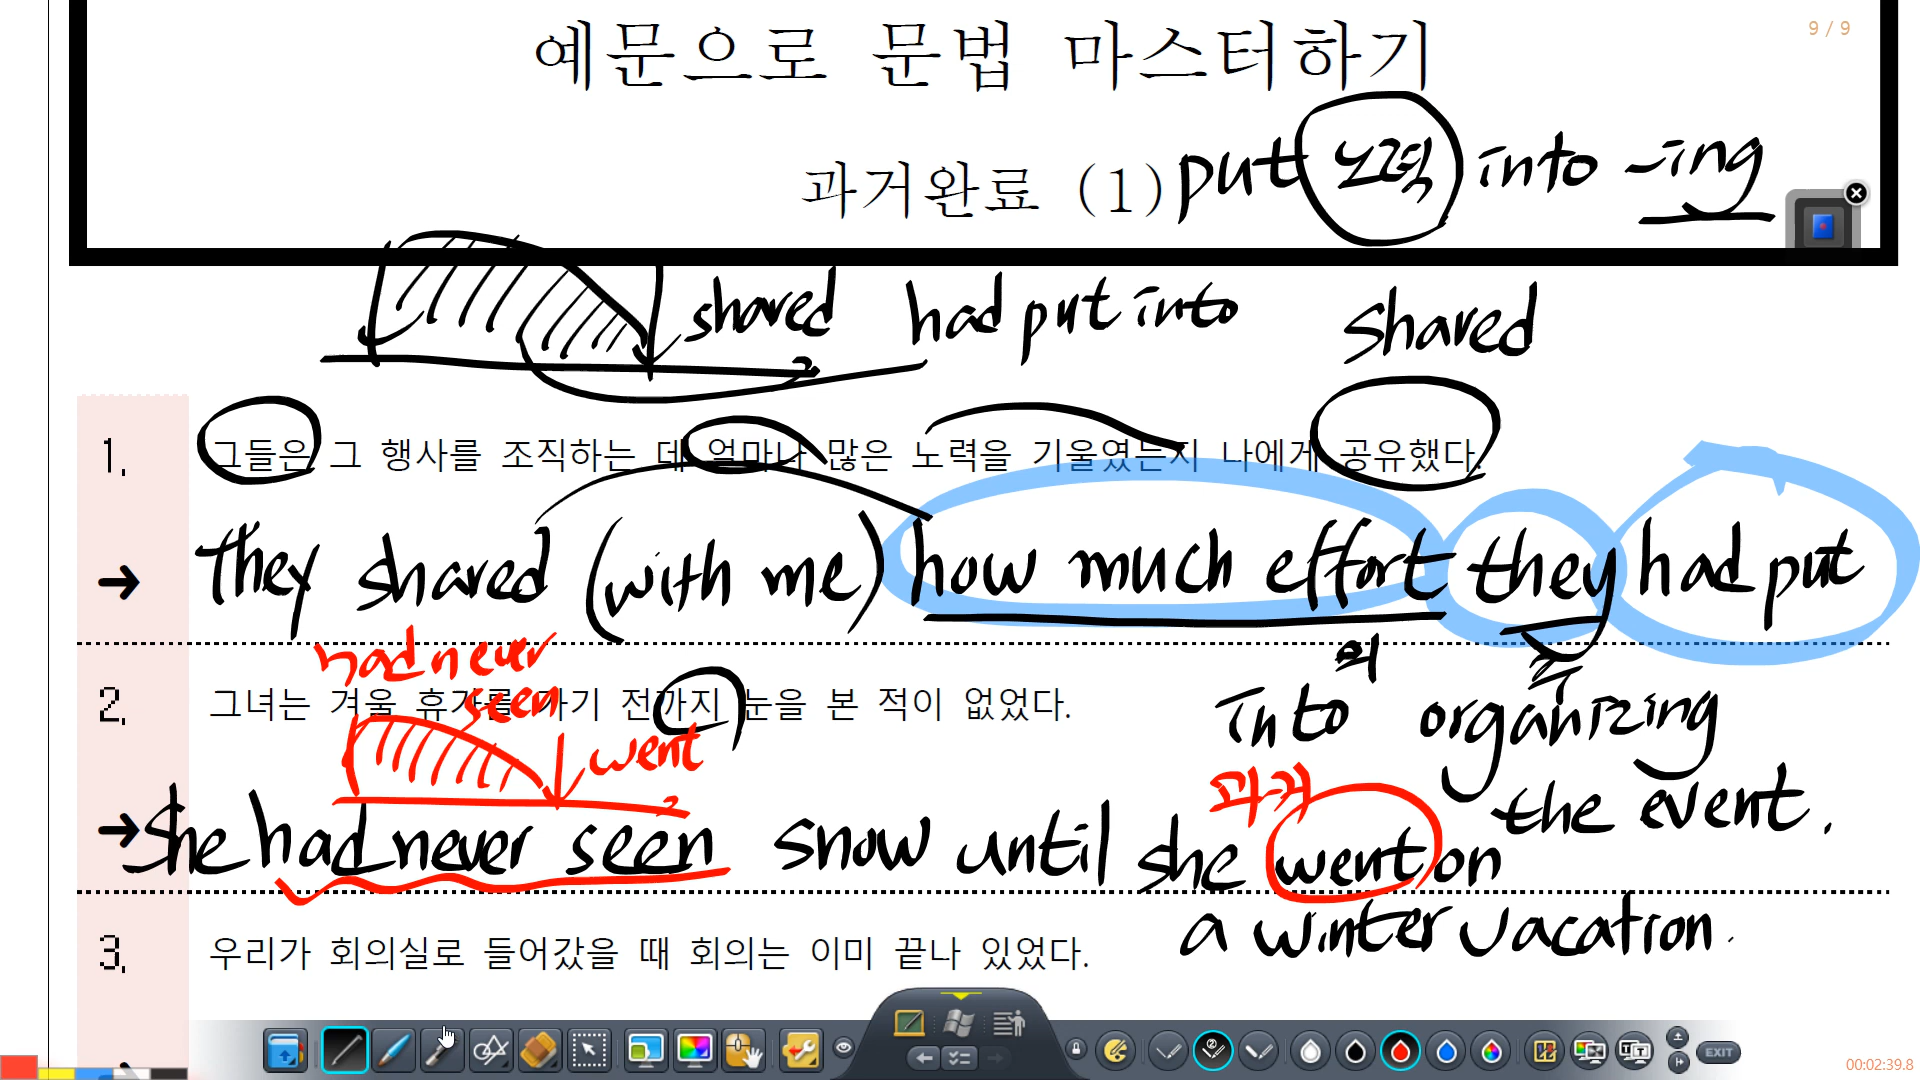 예문으로 문법 마스터하기
9 / 9
과거완료 (1) put 노력 into -ing
shared had put into shared
1. 그들은 그 행사를 조직하는 데 얼마나 많은 노력을 기울였는지 나에게 공유했다.
➔ They shared (with me) how much effort they had put
had never
seen
의 주
2. 그녀는 겨울 휴가를 가기 전까지 눈을 본 적이 없었다.
into organizing
went
과거
the event.
➔ She had never seen snow until she went on
a winter vacation.
3. 우리가 회의실로 들어갔을 때 회의는 이미 끝나 있었다.
EXIT
00:02:39.8